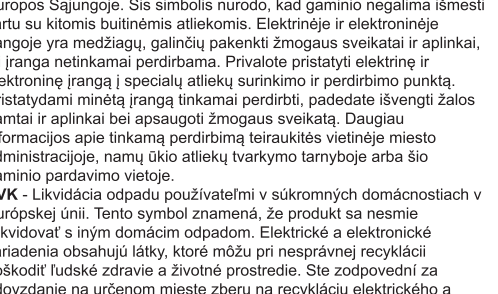 uropos Sąjungoje. Šis simbolis nurodo, kad gaminio negalima išmesti
artu su kitomis buitinėmis atliekomis. Elektrinėje ir elektroninėje
angoje yra medžiagų, galinčių pakenkti žmogaus sveikatai ir aplinkai,
įranga netinkamai perdirbama. Privalote pristatyti elektrinę ir
ektroninę įrangą į specialų atliekų surinkimo ir perdirbimo punktą.
ristatydami minėtą įrangą tinkamai perdirbti, padedate išvengti žalos
amtai ir aplinkai bei apsaugoti žmogaus sveikatą. Daugiau
formacijos apie tinkamą perdirbimą teiraukitės vietinėje miesto
dministracijoje, namų ūkio atliekų tvarkymo tarnyboje arba šio
aminio pardavimo vietoje.
VK - Likvidácia odpadu používateľmi v súkromných domácnostiach v
urópskej únii. Tento symbol znamená, že produkt sa nesmie
kvidovať s iným domácim odpadom. Elektrické a elektronické
ariadenia obsahujú látky, ktoré môžu pri nesprávnej recyklácii
oškodiť ľudské zdravie a životné prostredie. Ste zodpovední za
dovzdanie na určenom mieste zberu na recykláciu elektrického a